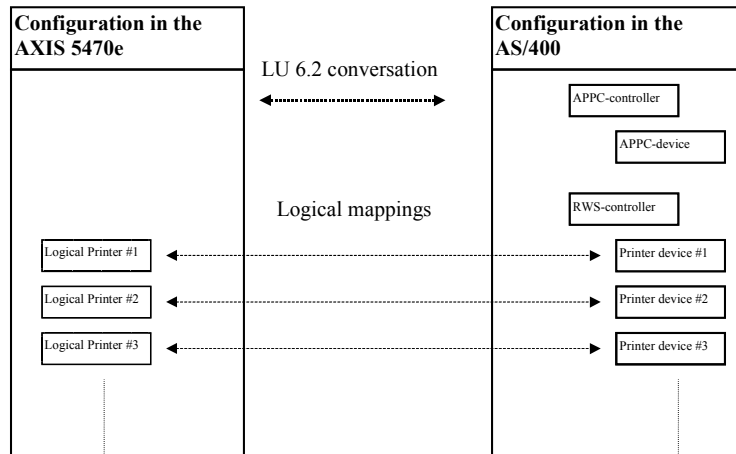 Configuration in the
AXIS 5470e
Configuration in the
AS/400
LU 6.2 conversation
APPC-controller
APPC-device
Logical mappings
RWS-controller
Logical Printer #1
Printer device #1
Logical Printer #2
Printer device #2
Logical Printer #3
Printer device #3